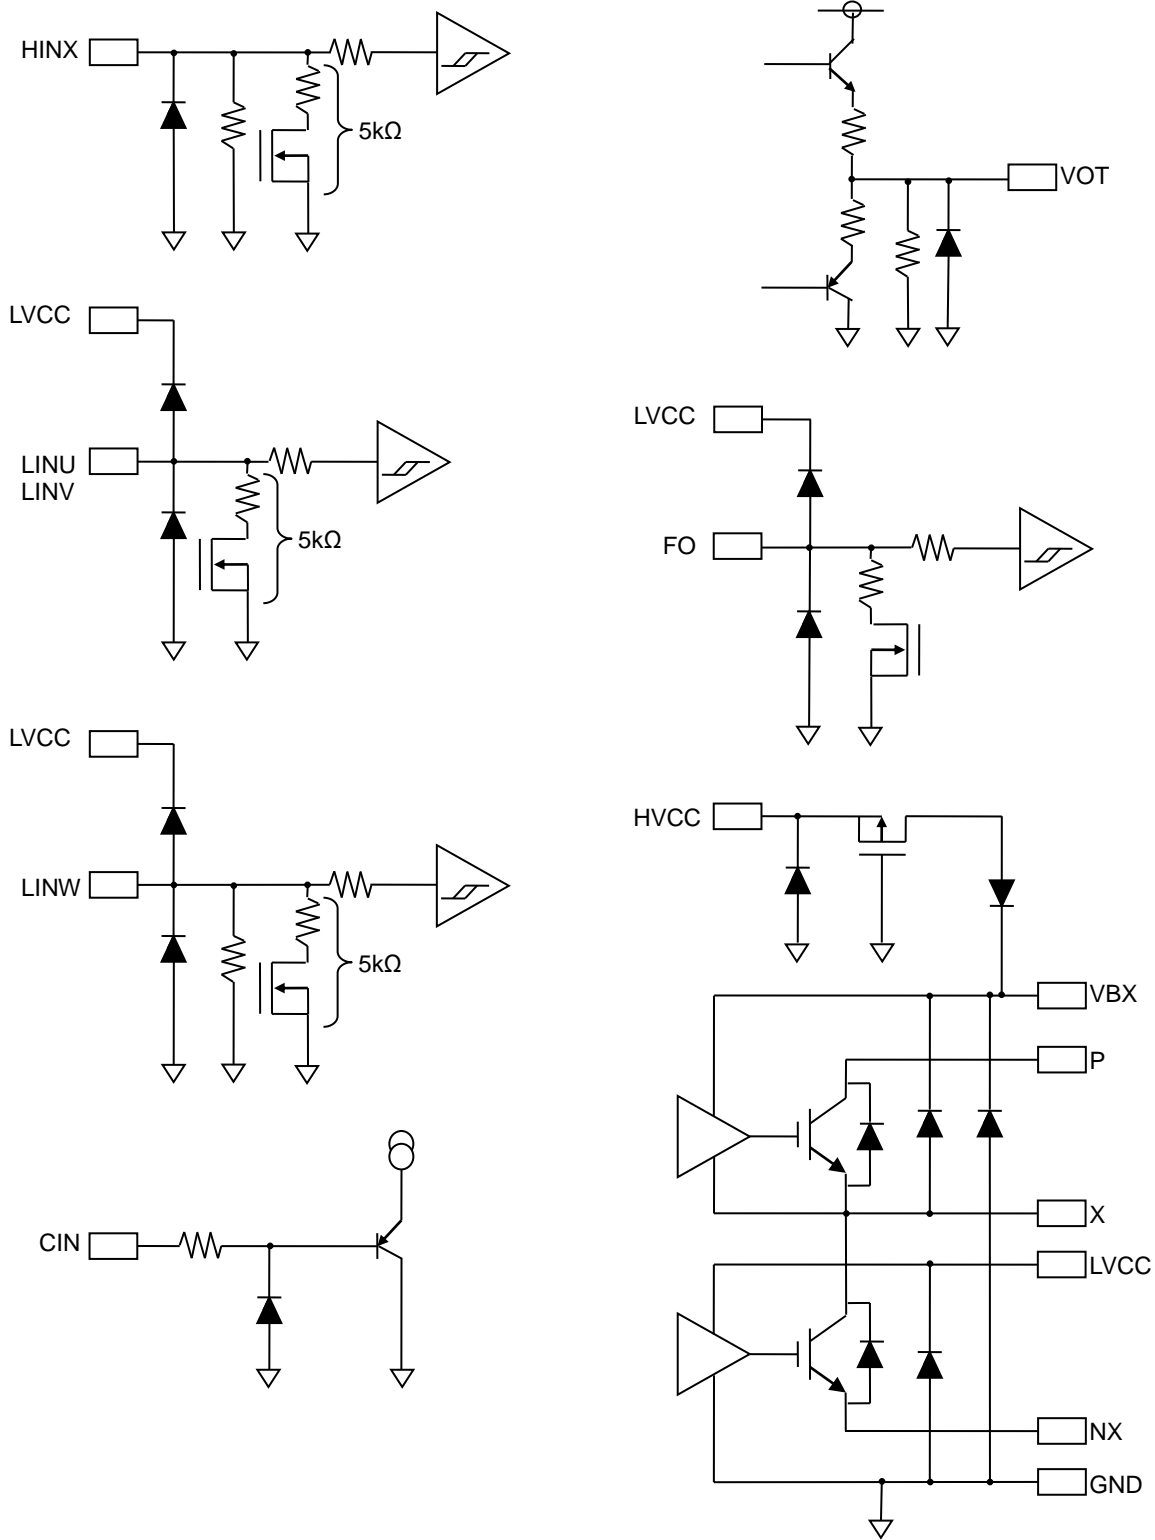 HINX
5kΩ
LVCC
LINU
LINV
5kΩ
LVCC
LINW
5kΩ
CIN
VOT
LVCC
FO
HVCC
VBX
P
X
LVCC
NX
GND